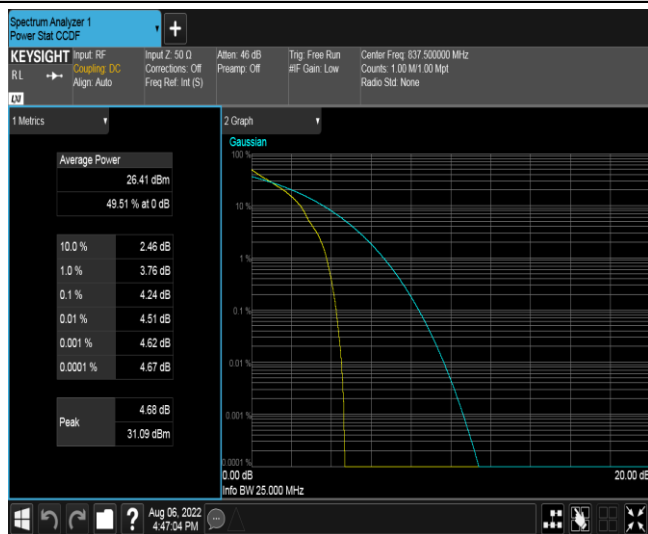 Spectrum Analyzer 1
Power Stat CCDF
+
KEYSIGHT
RL
Input: RF
Coupling: DC
Align: Auto
Input Z: 50 Ω
Corrections: Off
Freq Ref: Int (S)
Atten: 46 dB
Preamp: Off
Trig: Free Run
#IF Gain: Low
Center Freq: 837.500000 MHz
Counts: 1.00 M/1.00 Mpt
Radio Std: None
LXI
1 Metrics
Average Power
26.41 dBm
49.51 % at 0 dB
10.0 % 2.46 dB
1.0 % 3.76 dB
0.1 % 4.24 dB
0.01 % 4.51 dB
0.001 % 4.62 dB
0.0001 % 4.67 dB
Peak
4.68 dB
31.09 dBm
2 Graph
Gaussian
100 %
10 %
1 %
0.1 %
0.01 %
0.001 %
0.0001 %
0.00 dB 20.00 dB
Info BW 25.000 MHz
?
Aug 06, 2022
4:47:04 PM